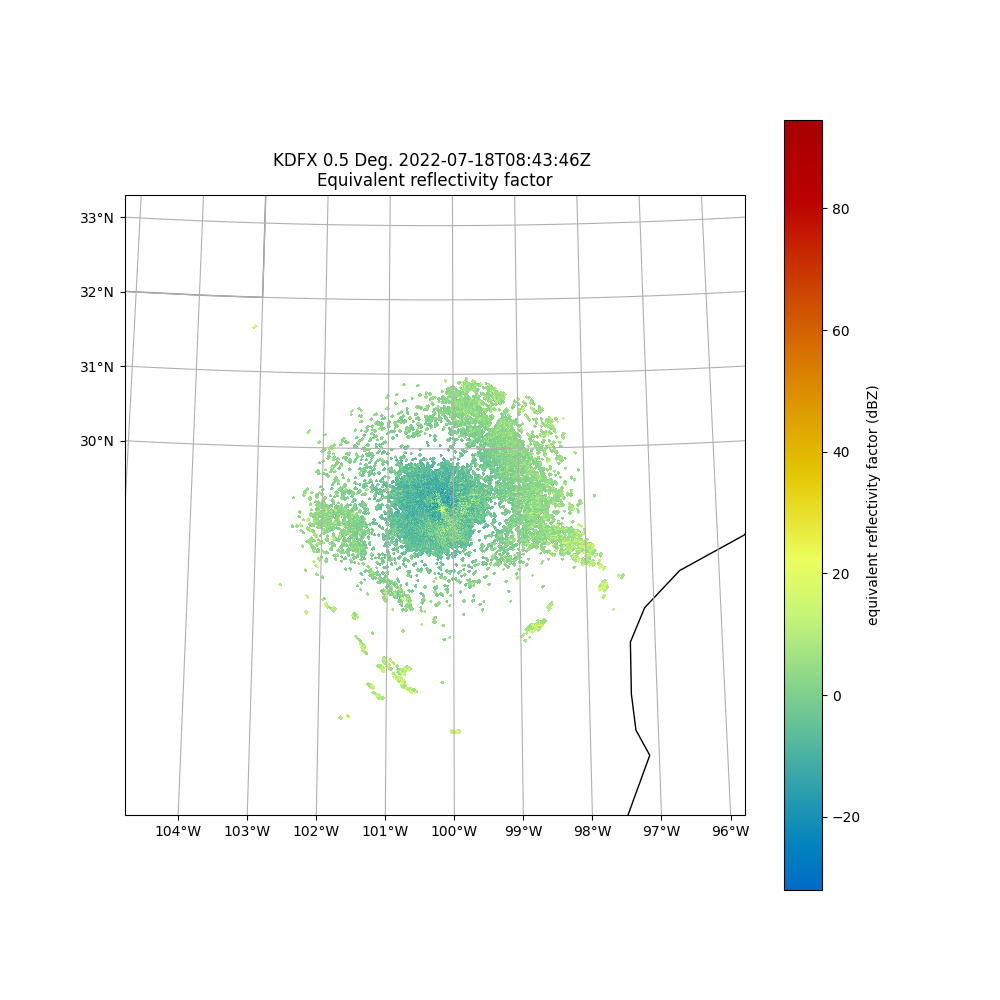 KDFX 0.5 Deg. 2022-07-18T08:43:46Z
Equivalent reflectivity factor
33°N
32°N
31°N
30°N
104°W 103°W 102°W 101°W 100°W 99°W 98°W 97°W 96°W
80
60
40
20
0
−20
equivalent reflectivity factor (dBZ)